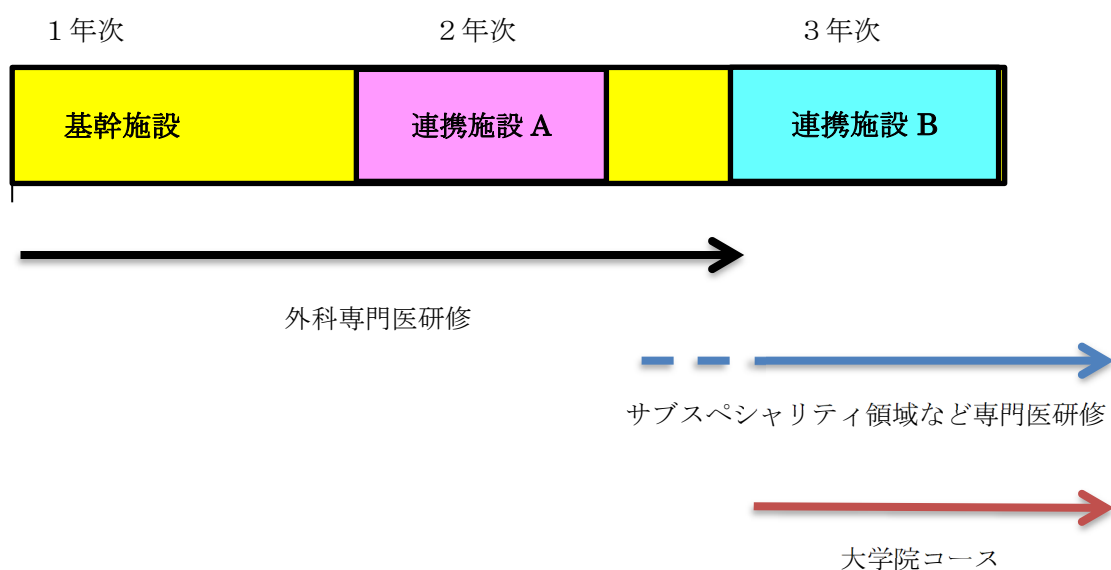 １年次
２年次
３年次
基幹施設
連携施設 A
連携施設 B
外科専門医研修
サブスペシャリティ領域など専門医研修
大学院コース